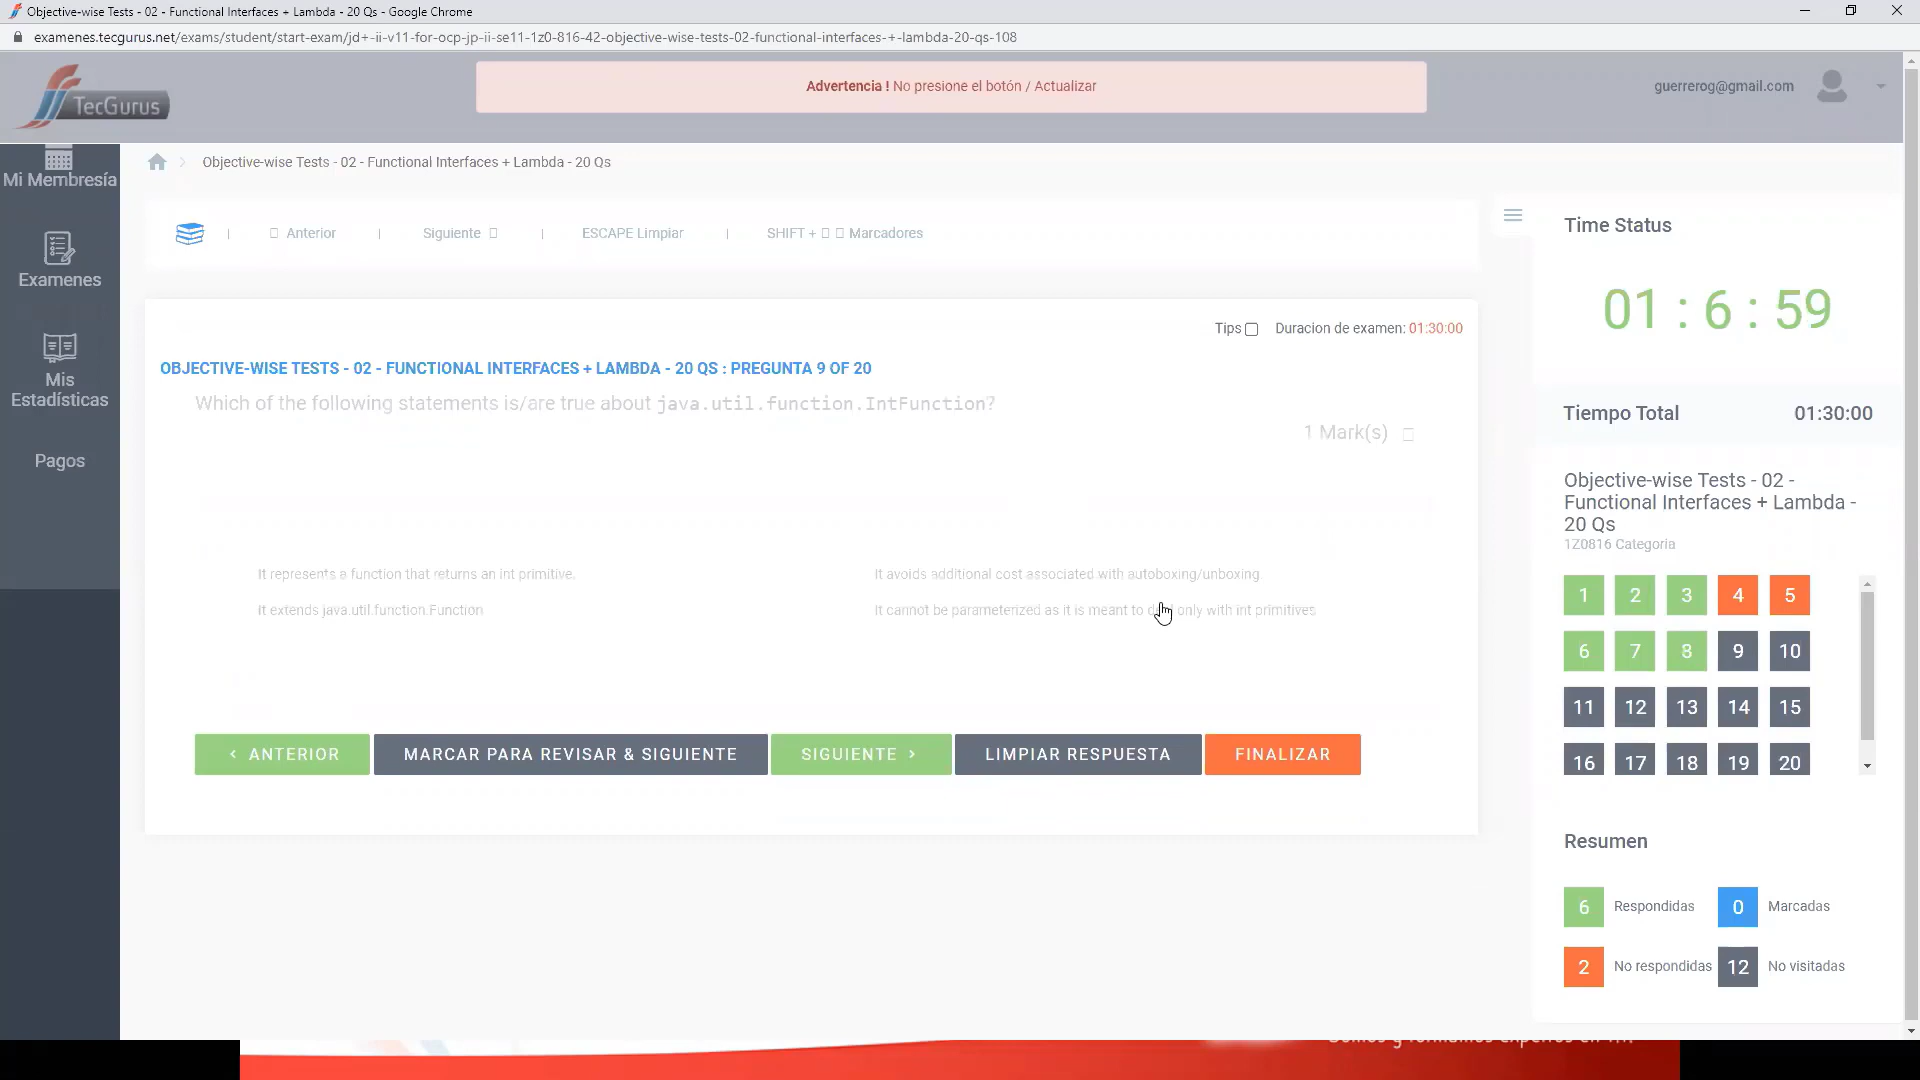 Objective-wise Tests - 02 - Functional Interfaces + Lambda - 20 Qs - Google Chrome
examenes.tecgurus.net/exams/student/start-exam/jd+-ii-v11-for-ocp-jp-ii-se11-1z0-816-42-objective-wise-tests-02-functional-interfaces-+-lambda-20-qs-108
TecGurus
Advertencia ! No presione el botón / Actualizar
guerrerog@gmail.com
Mi Membresía
Examenes
Mis
Estadísticas
Pagos
Objective-wise Tests - 02 - Functional Interfaces + Lambda - 20 Qs
| Anterior | Siguiente | ESCAPE Limpiar | SHIFT + Marcadores
Tips Duracion de examen: 01:30:00
OBJECTIVE-WISE TESTS - 02 - FUNCTIONAL INTERFACES + LAMBDA - 20 QS : PREGUNTA 9 OF 20
Which of the following statements is/are true about java.util.function.IntFunction?
1 Mark(s)
It represents a function that returns an int primitive.
It avoids additional cost associated with autoboxing/unboxing
It extends java.util.function.Function
It cannot be parameterized as it is meant to only with int primitives
< ANTERIOR
MARCAR PARA REVISAR & SIGUIENTE
SIGUIENTE >
LIMPIAR RESPUESTA
FINALIZAR
Time Status
01 : 6 : 59
Tiempo Total 01:30:00
Objective-wise Tests - 02 -
Functional Interfaces + Lambda -
20 Qs
1Z0816 Categoria
1 2 3 4 5
6 7 8 9 10
11 12 13 14 15
16 17 18 19 20
Resumen
6 Respondidas 0 Marcadas
2 No respondidas 12 No visitadas